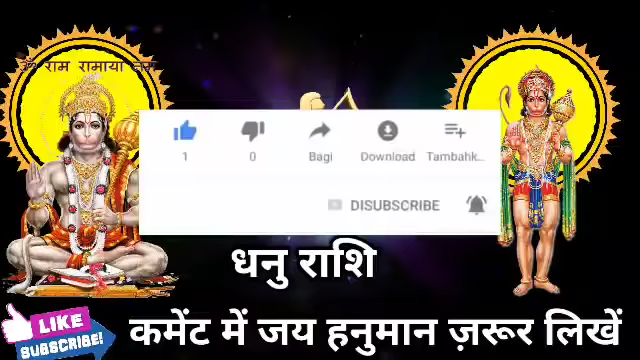 ॐ राम रामाया नमः
1 0 Bagi Download Tambahk...
DISUBSCRIBE
धनु राशि
LIKE
SUBSCRIBE!
कमेंट में जय हनुमान ज़रूर लिखें